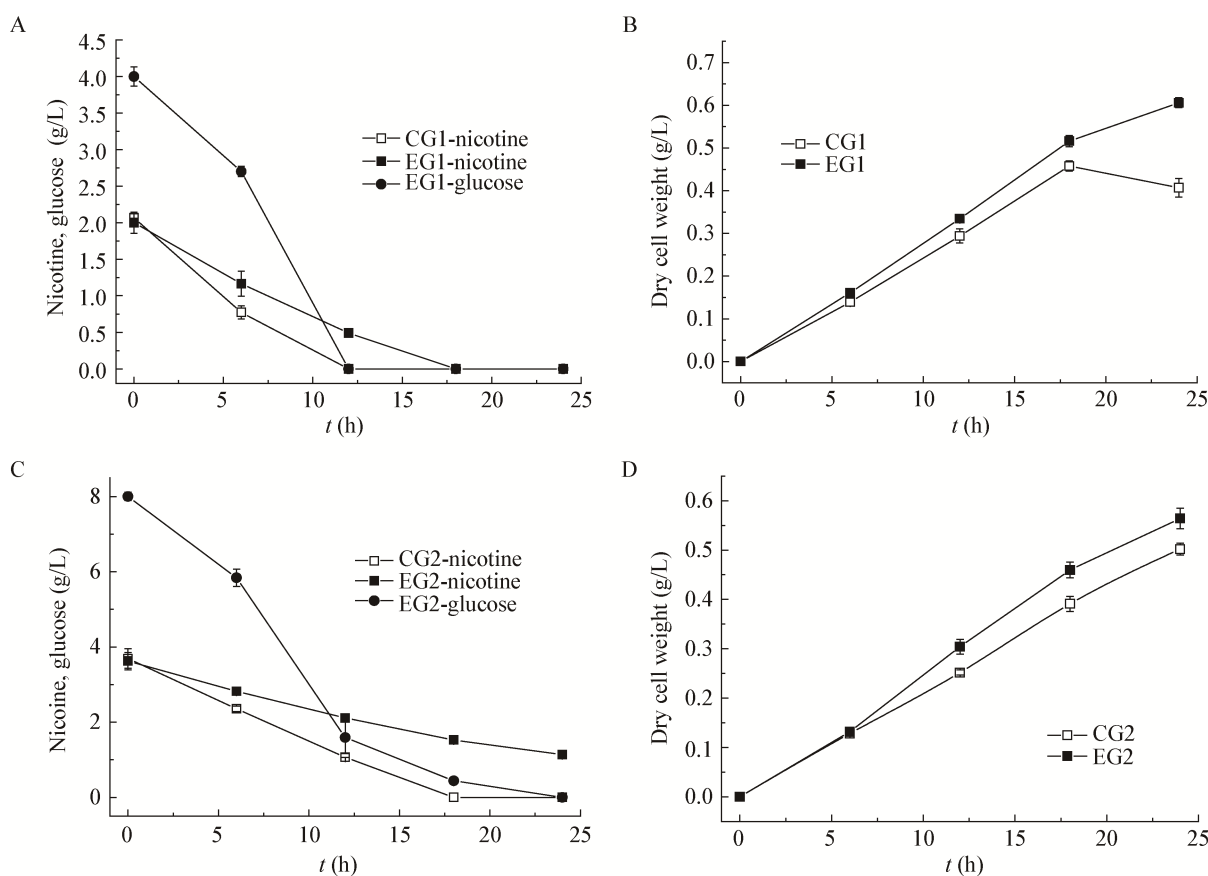 A
Nicotine, glucose (g/L)
4.5
4.0
3.5
3.0
2.5
2.0
1.5
1.0
0.5
0.0
0 5 10 15 20 25
t (h)
CG1-nicotine
EG1-nicotine
EG1-glucose
B
Dry cell weight (g/L)
0.7
0.6
0.5
0.4
0.3
0.2
0.1
0.0
0 5 10 15 20 25
t (h)
CG1
EG1
C
Nicoine, glucose (g/L)
8
6
4
2
0
0 5 10 15 20 25
t (h)
CG2-nicotine
EG2-nicotine
EG2-glucose
D
Dry cell weight (g/L)
0.6
0.5
0.4
0.3
0.2
0.1
0.0
0 5 10 15 20 25
t (h)
CG2
EG2